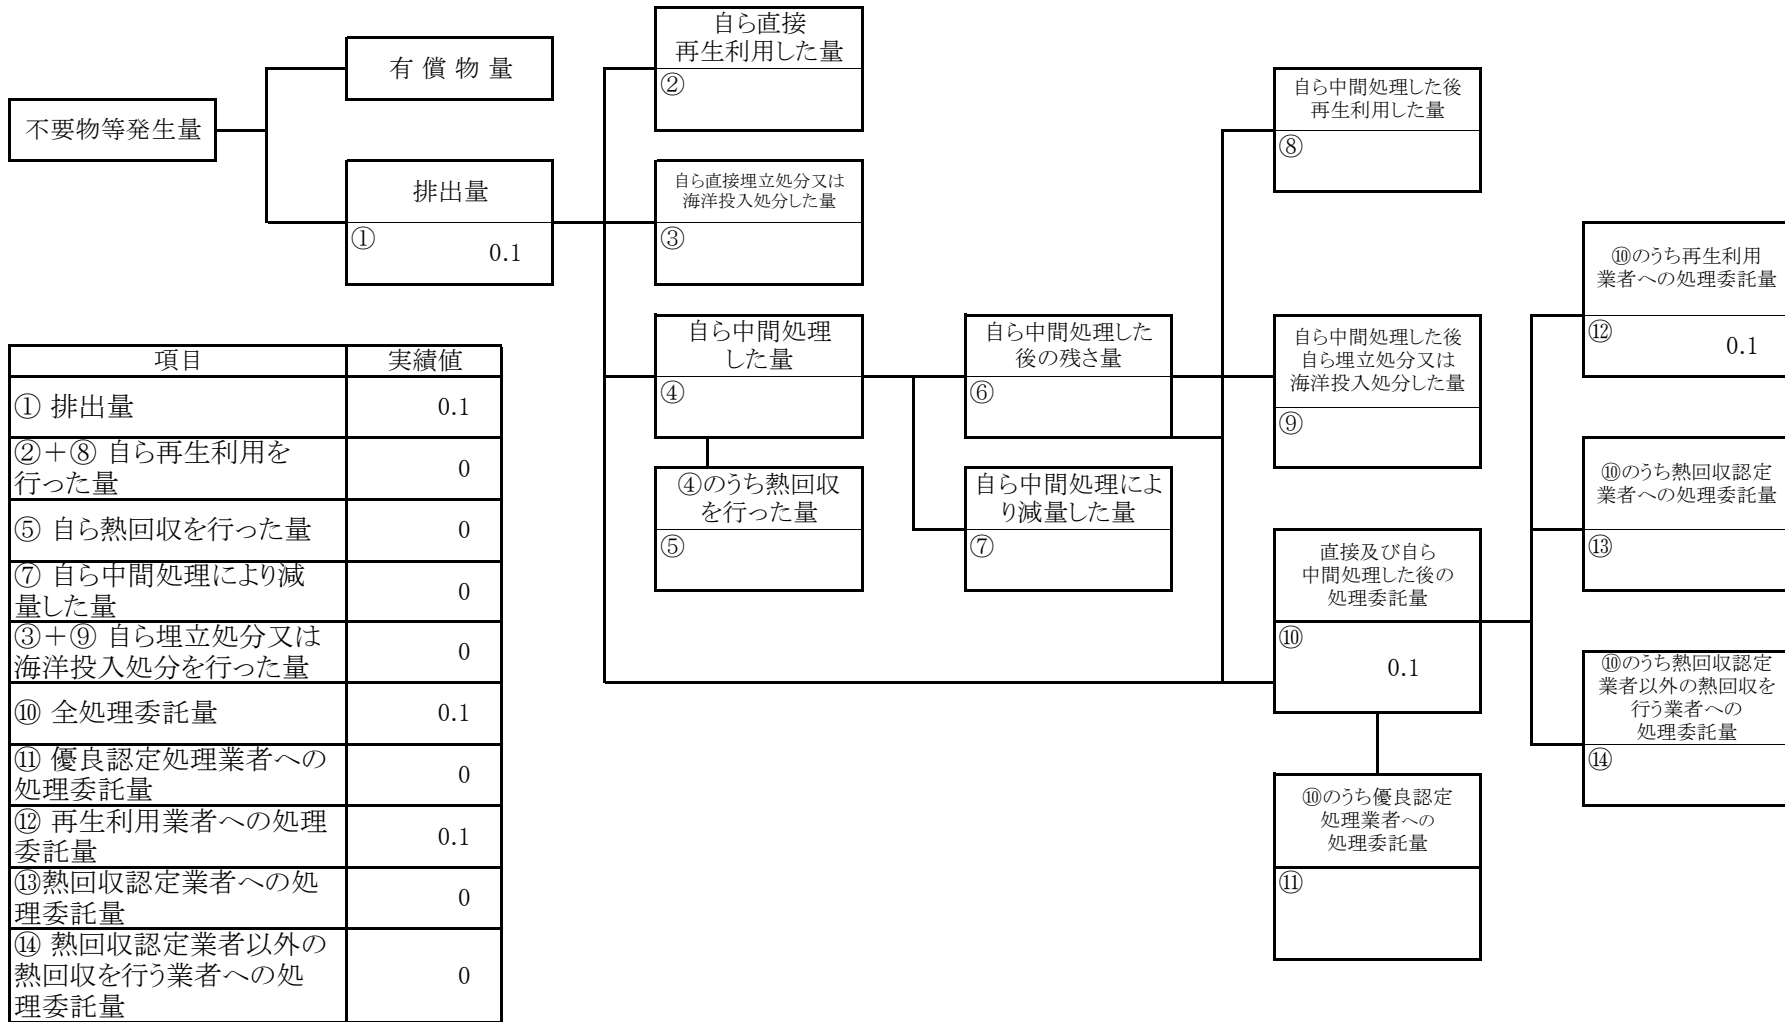 不要物等発生量
有償物量
排出量
①
0.1
自ら直接
再生利用した量
②
自ら直接埋立処分又は
海洋投入処分した量
③
自ら中間処理
した量
④
④のうち熱回収
を行った量
⑤
自ら中間処理した
後の残さ量
⑥
自ら中間処理によ
り減量した量
⑦
自ら中間処理した後
再生利用した量
⑧
自ら中間処理した後
自ら埋立処分又は
海洋投入処分した量
⑨
直接及び自ら
中間処理した後の
処理委託量
⑩
0.1
⑩のうち優良認定
処理業者への
処理委託量
⑪
⑩のうち再生利用
業者への処理委託量
⑫
0.1
⑩のうち熱回収認定
業者への処理委託量
⑬
⑩のうち熱回収認定
業者以外の熱回収を
行う業者への
処理委託量
⑭
項目 実績値
① 排出量 0.1
②+⑧ 自ら再生利用を
行った量 0
⑤ 自ら熱回収を行った量 0
⑦ 自ら中間処理により減
量した量 0
③+⑨ 自ら埋立処分又は
海洋投入処分を行った量 0
⑩ 全処理委託量 0.1
⑪ 優良認定処理業者への
処理委託量 0
⑫ 再生利用業者への処理
委託量 0.1
⑬熱回収認定業者への処
理委託量 0
⑭ 熱回収認定業者以外の
熱回収を行う業者への処 0
理委託量